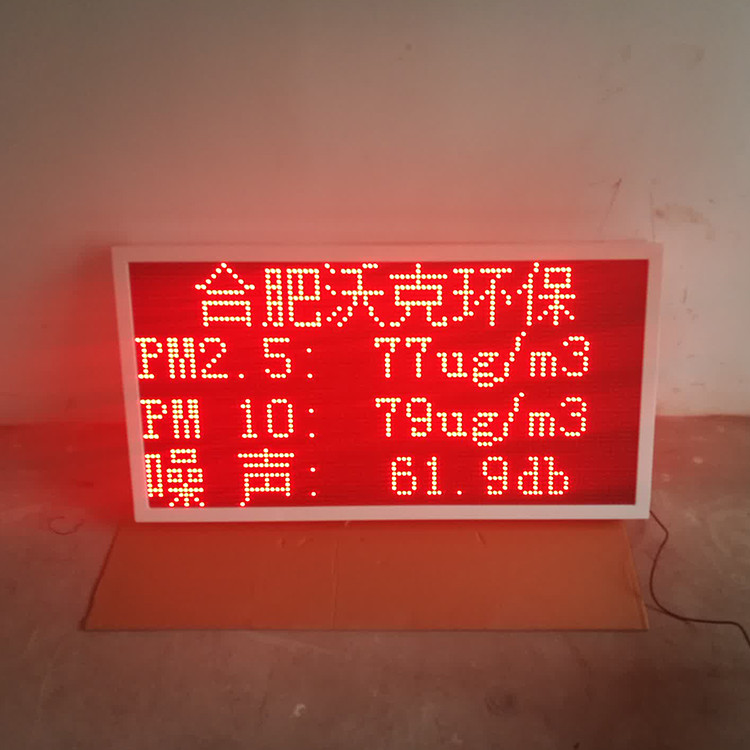 合肥沃克环保
PM2.5: 77ug/m3
PM 10: 79ug/m3
噪 声: 61.9db